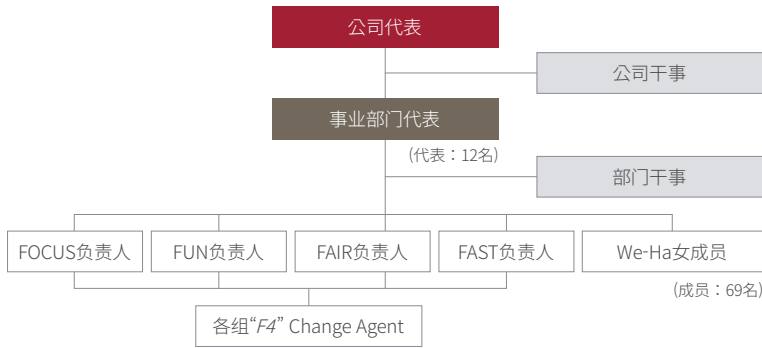 公司代表
公司干事
事业部门代表
(代表：12名)
部门干事
FOCUS负责人
FUN负责人
FAIR负责人
FAST负责人
We-Ha女成员
(成员：69名)
各组“F4” Change Agent